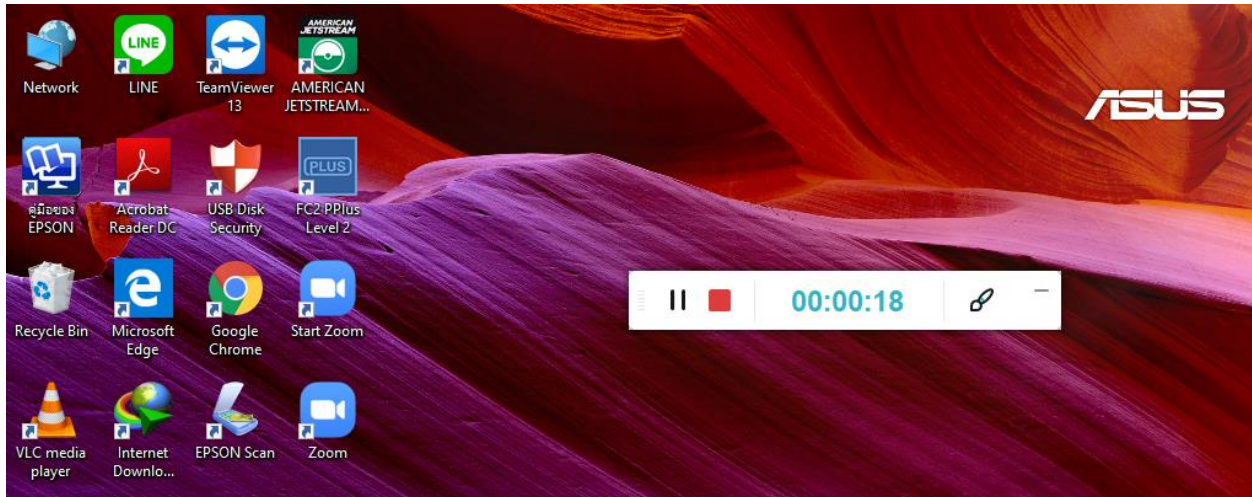 AMERICAN
JETSTREAM
LINE
Network
LINE
TeamViewer
13
AMERICAN
JETSTREAM...
ASUS
PLUS
คู่มือของ
EPSON
Acrobat
Reader DC
USB Disk
Security
FC2 PPlus
Level 2
00:00:18
Recycle Bin
Microsoft
Edge
Google
Chrome
Start Zoom
VLC media
player
Internet
Downlo...
EPSON Scan
Zoom